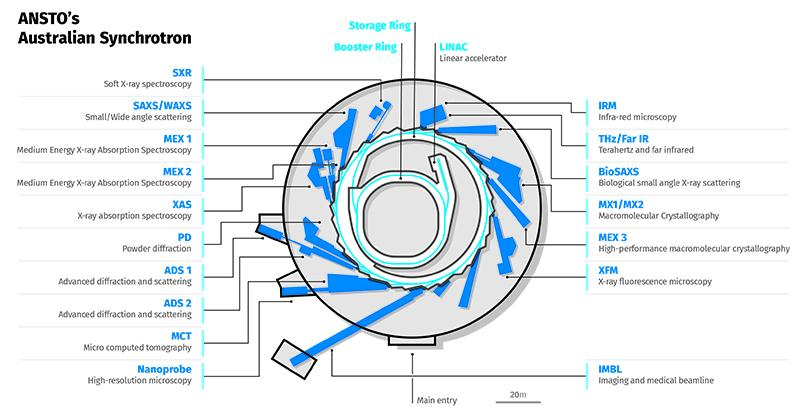 ANSTO's
Australian Synchrotron
Storage Ring
Booster Ring
LINAC
Linear accelerator
SXR
Soft X-ray spectroscopy
SAXS/WAXS
Small/Wide angle scattering
MEX 1
Medium Energy X-ray Absorption Spectroscopy
MEX 2
Medium Energy X-ray Absorption Spectroscopy
XAS
X-ray absorption spectroscopy
PD
Powder diffraction
ADS 1
Advanced diffraction and scattering
ADS 2
Advanced diffraction and scattering
MCT
Micro computed tomography
Nanoprobe
High-resolution microscopy
IRM
Infra-red microscopy
THz/Far IR
Terahertz and far infrared
BioSAXS
Biological small angle X-ray scattering
MX1/MX2
Macromolecular Crystallography
MEX 3
High-performance macromolecular crystallography
XFM
X-ray fluorescence microscopy
IMBL
Imaging and medical beamline
Main entry
20m